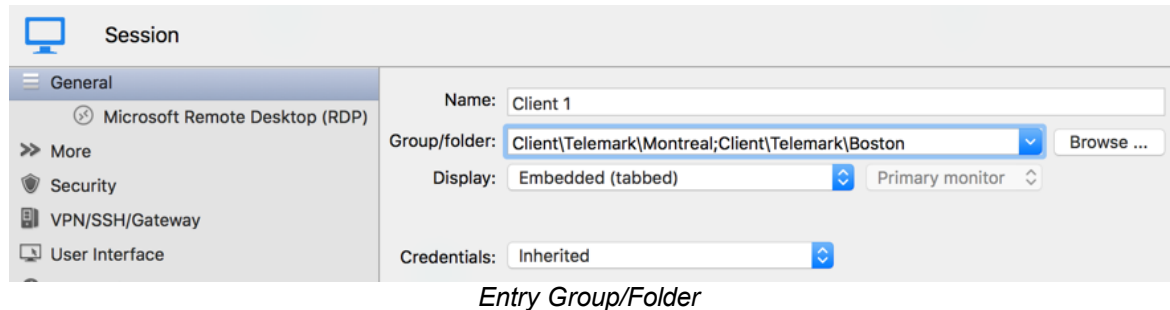 Session
General
Microsoft Remote Desktop (RDP)
More
Security
VPN/SSH/Gateway
User Interface
Name: Client 1
Group/folder: Client\Telemark\Montreal;Client\Telemark\Boston Browse ...
Display: Embedded (tabbed) Primary monitor
Credentials: Inherited
Entry Group/Folder